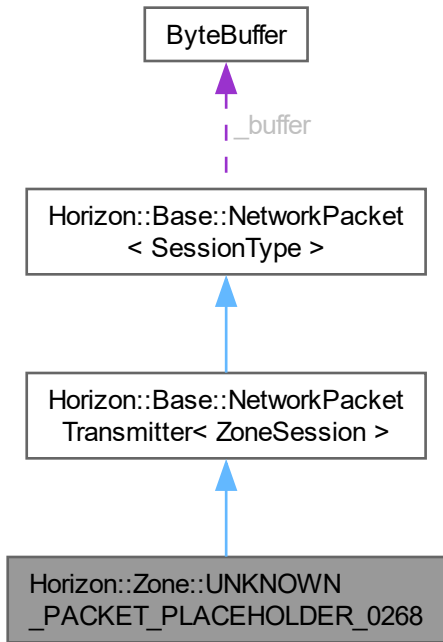 ByteBuffer
_buffer
Horizon::Base::NetworkPacket
< SessionType >
Horizon::Base::NetworkPacket
Transmitter< ZoneSession >
Horizon::Zone::UNKNOWN
_PACKET_PLACEHOLDER_0268